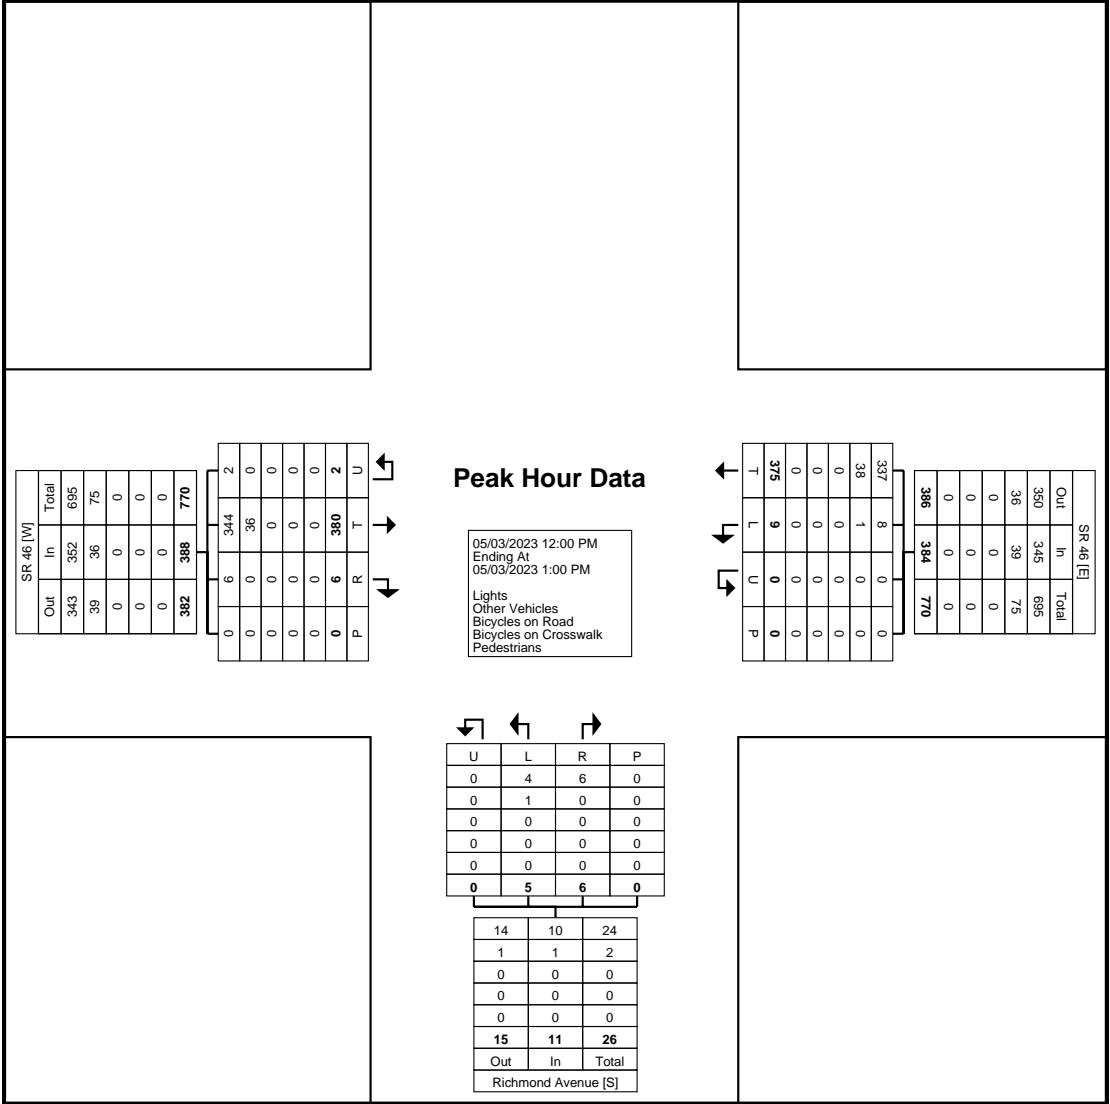 Peak Hour Data
05/03/2023 12:00 PM
Ending At
05/03/2023 1:00 PM
Lights
Other Vehicles
Bicycles on Road
Bicycles on Crosswalk
Pedestrians
SR 46 [W]
Out In Total
343 352 695
39 36 75
0 0 0
0 0 0
0 0 0
382 388 770
0 6 344 2
0 0 36 0
0 0 0 0
0 0 0 0
0 0 0 0
0 6 380 2
P R T U
SR 46 [E]
Out In Total
350 345 695
36 39 75
0 0 0
0 0 0
0 0 0
386 384 770
337 8 0 0
38 1 0 0
0 0 0 0
0 0 0 0
0 0 0 0
375 9 0 0
T L U P
U L R P
0 4 6 0
0 1 0 0
0 0 0 0
0 0 0 0
0 0 0 0
0 5 6 0
14 10 24
1 1 2
0 0 0
0 0 0
0 0 0
15 11 26
Out In Total
Richmond Avenue [S]